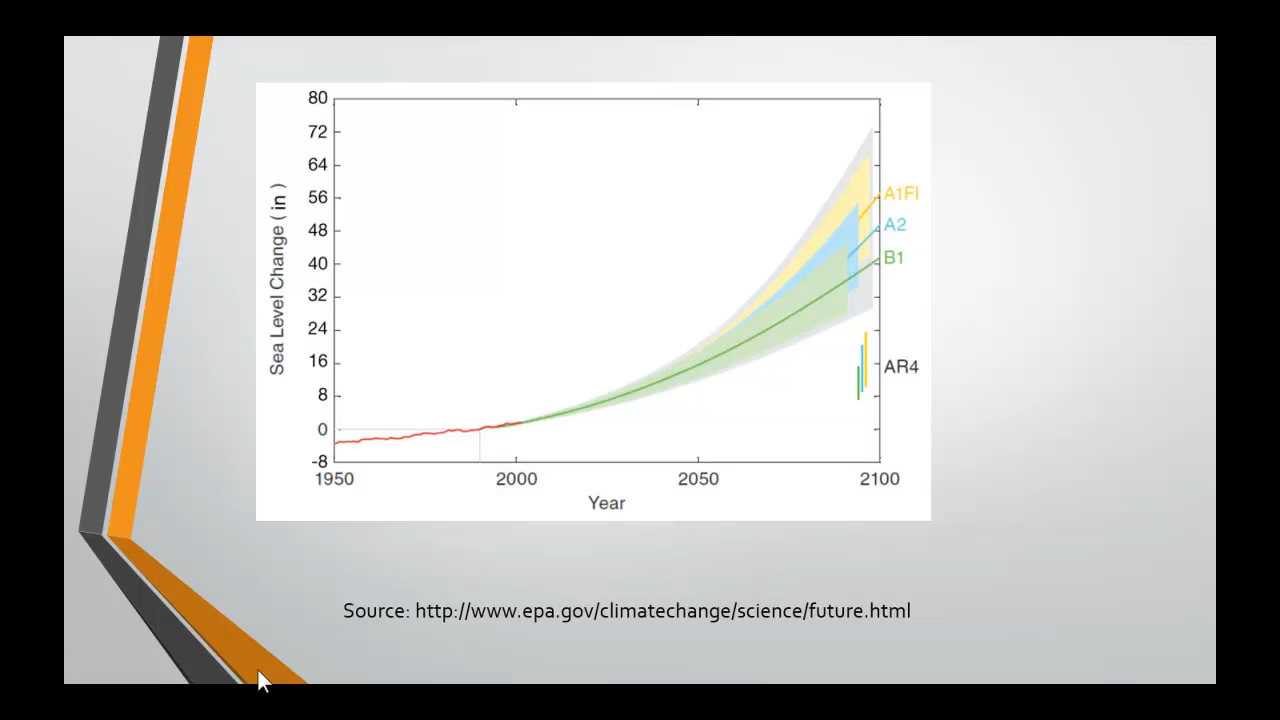 80
72
64
56
48
40
32
24
16
8
0
-8
Sea Level Change ( in )
A1FI
A2
B1
AR4
1950 2000 2050 2100
Year
Source: http://www.epa.gov/climatechange/science/future.html